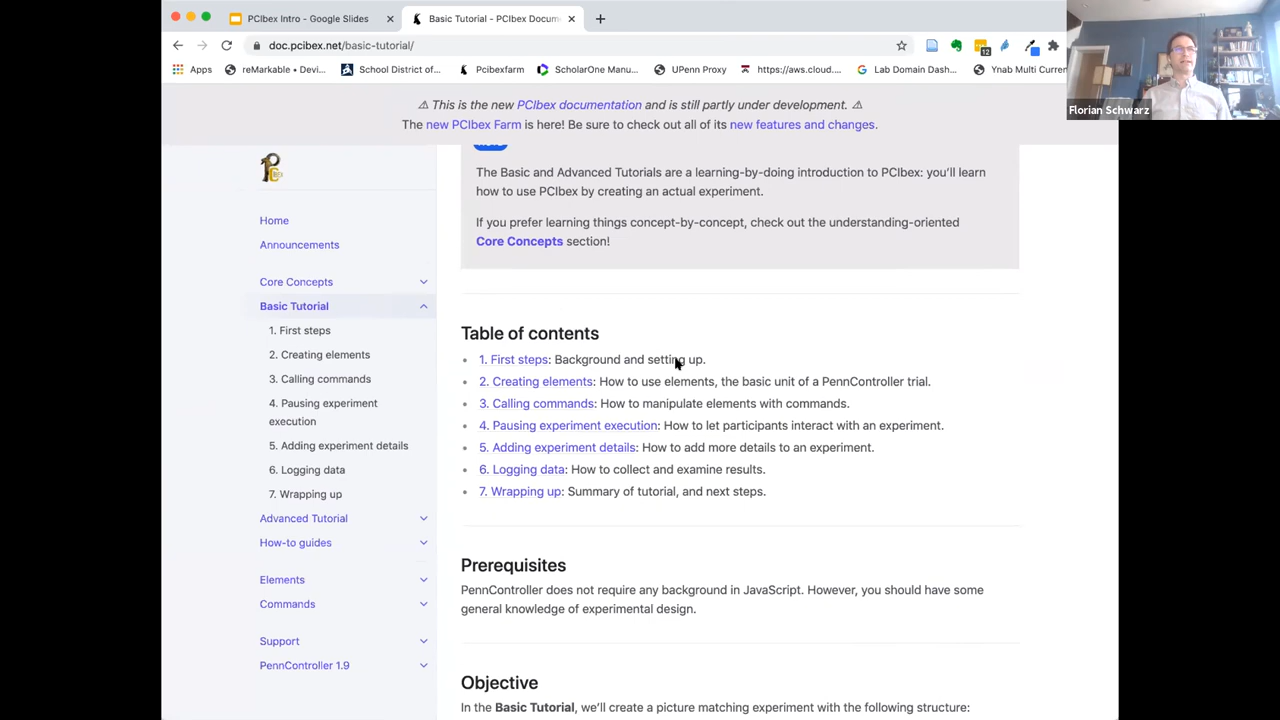 PCIbex Intro - Google Slides
Basic Tutorial - PCIbex Docum
doc.pcibex.net/basic-tutorial/
12
Apps
reMarkable • Devi...
School District of...
Pcibexfarm
ScholarOne Manu...
UPenn Proxy
https://aws.cloud....
Lab Domain Dash...
Ynab Multi Curren
Florian Schwarz
⚠ This is the new PCIbex documentation and is still partly under development. ⚠
The new PCIbex Farm is here! Be sure to check out all of its new features and changes.
The Basic and Advanced Tutorials are a learning-by-doing introduction to PCIbex: you'll learn
how to use PCIbex by creating an actual experiment.
If you prefer learning things concept-by-concept, check out the understanding-oriented
Core Concepts section!
Home
Announcements
Core Concepts
Basic Tutorial
1. First steps
2. Creating elements
3. Calling commands
4. Pausing experiment
execution
5. Adding experiment details
6. Logging data
7. Wrapping up
Advanced Tutorial
How-to guides
Elements
Commands
Support
PennController 1.9
Table of contents
1. First steps: Background and setting up.
2. Creating elements: How to use elements, the basic unit of a PennController trial.
3. Calling commands: How to manipulate elements with commands.
4. Pausing experiment execution: How to let participants interact with an experiment.
5. Adding experiment details: How to add more details to an experiment.
6. Logging data: How to collect and examine results.
7. Wrapping up: Summary of tutorial, and next steps.
Prerequisites
PennController does not require any background in JavaScript. However, you should have some
general knowledge of experimental design.
Objective
In the Basic Tutorial, we'll create a picture matching experiment with the following structure: